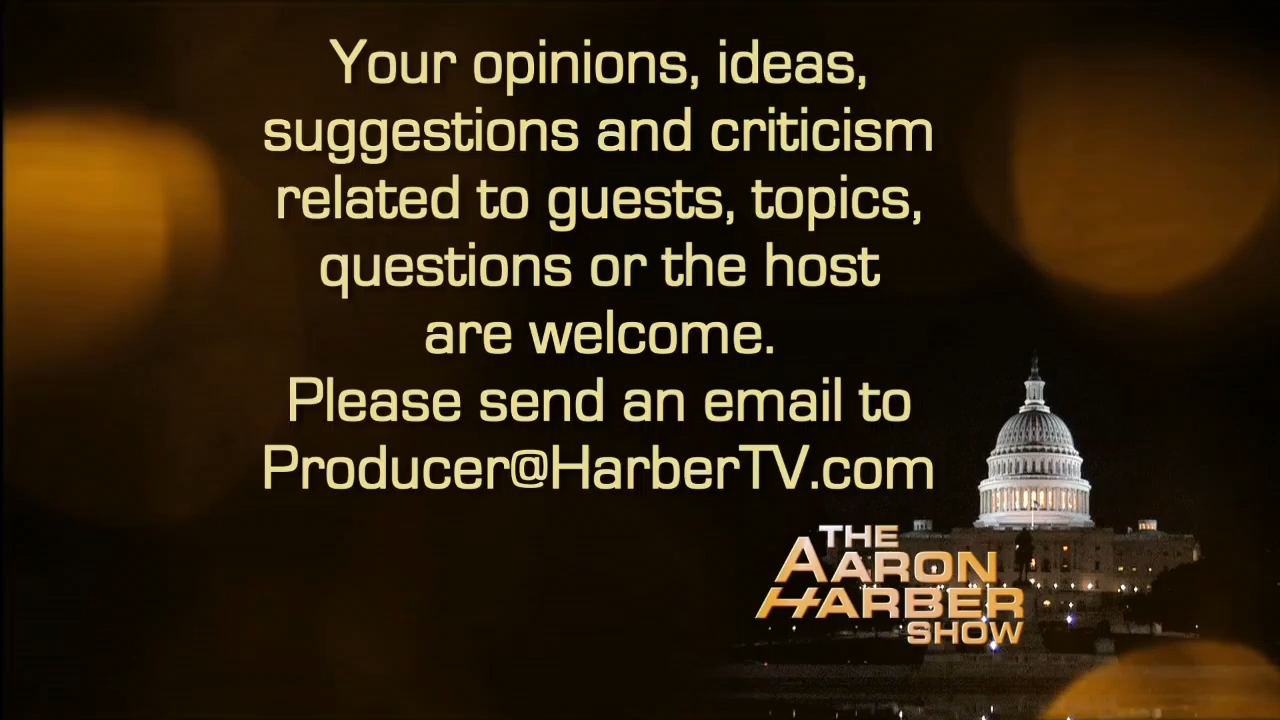 Your opinions, ideas,
suggestions and criticism
related to guests, topics,
questions or the host
are welcome.
Please send an email to
Producer@HarberTV.com
THE
AARON
HARBER
SHOW